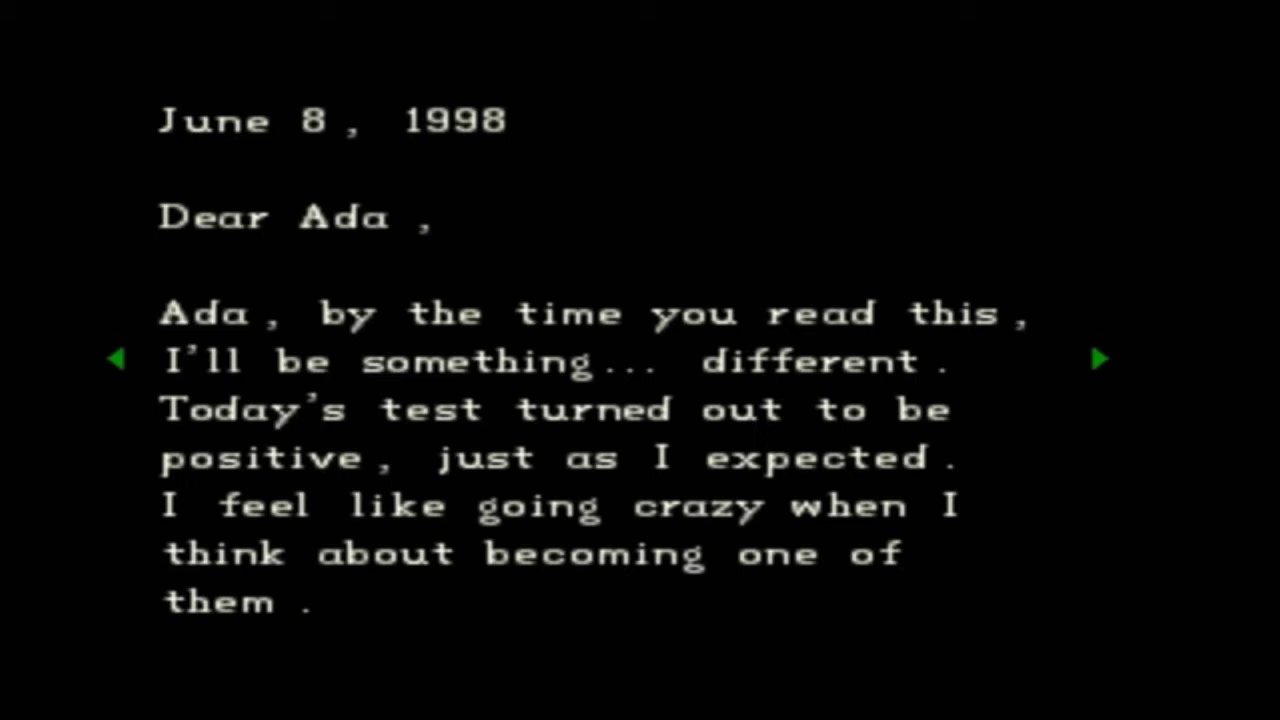 June 8, 1998
Dear Ada ,
Ada, by the time you read this,
I'll be something... different.
Today's test turned out to be
positive, just as I expected.
I feel like going crazy when I
think about becoming one of
them .